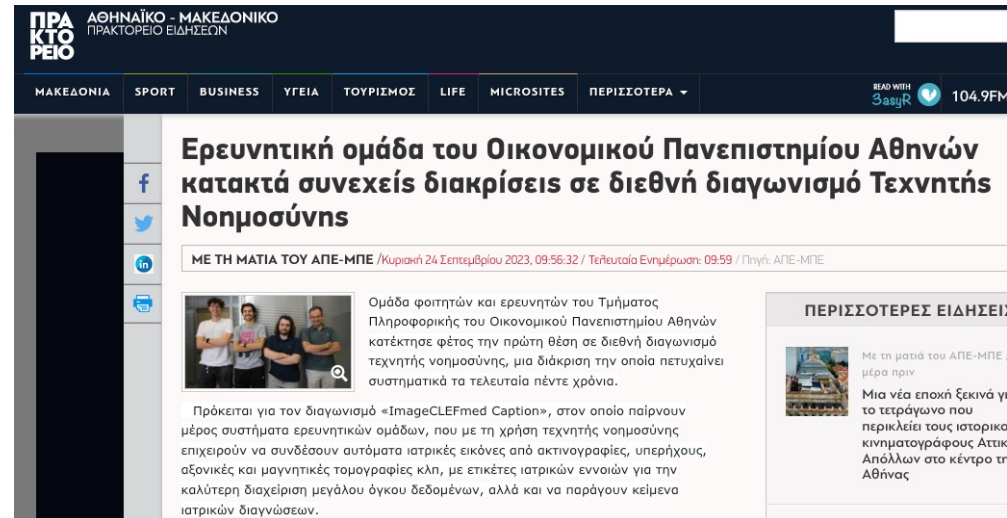 ΠΡΑ
ΚΤΟ
ΡΕΙΟ
ΑΘΗΝΑΪΚΟ - ΜΑΚΕΔΟΝΙΚΟ
ΠΡΑΚΤΟΡΕΙΟ ΕΙΔΗΣΕΩΝ
ΜΑΚΕΔΟΝΙΑ SPORT BUSINESS ΥΓΕΙΑ ΤΟΥΡΙΣΜΟΣ LIFE MICROSITES ΠΕΡΙΣΣΟΤΕΡΑ
READ WITH
3asyR
104.9FM
Ερευνητική ομάδα του Οικονομικού Πανεπιστημίου Αθηνών
κατακτά συνεχείς διακρίσεις σε διεθνή διαγωνισμό Τεχνητής
Νοημοσύνης
ΜΕ ΤΗ ΜΑΤΙΑ ΤΟΥ ΑΠΕ-ΜΠΕ /Κυριακή 24 Σεπτεμβρίου 2023, 09:56:32 / Τελευταία Ενημέρωση: 09:59 / Πηγή: ΑΠΕ-ΜΠΕ
Ομάδα φοιτητών και ερευνητών του Τμήματος
Πληροφορικής του Οικονομικού Πανεπιστημίου Αθηνών
κατέκτησε φέτος την πρώτη θέση σε διεθνή διαγωνισμό
τεχνητής νοημοσύνης, μια διάκριση την οποία πετυχαίνει
συστηματικά τα τελευταία πέντε χρόνια.
Πρόκειται για τον διαγωνισμό «ImageCLEFmed Caption», στον οποίο παίρνουν
μέρος συστήματα ερευνητικών ομάδων, που με τη χρήση τεχνητής νοημοσύνης
επιχειρούν να συνδέσουν αυτόματα ιατρικές εικόνες από ακτινογραφίες, υπερήχους,
αξονικές και μαγνητικές τομογραφίες κλπ, με ετικέτες ιατρικών εννοιών για την
καλύτερη διαχείριση μεγάλου όγκου δεδομένων, αλλά και να παράγουν κείμενα
ιατρικών διαγνώσεων.
ΠΕΡΙΣΣΟΤΕΡΕΣ ΕΙΔΗΣΕΙΣ
Με τη ματιά του ΑΠΕ-ΜΠΕ /
μέρα πριν
Μια νέα εποχή ξεκινά γι
το τετράγωνο που
περικλείει τους ιστορικο
κινηματογράφους Αττικ
Απόλλων στο κέντρο τη
Αθήνας